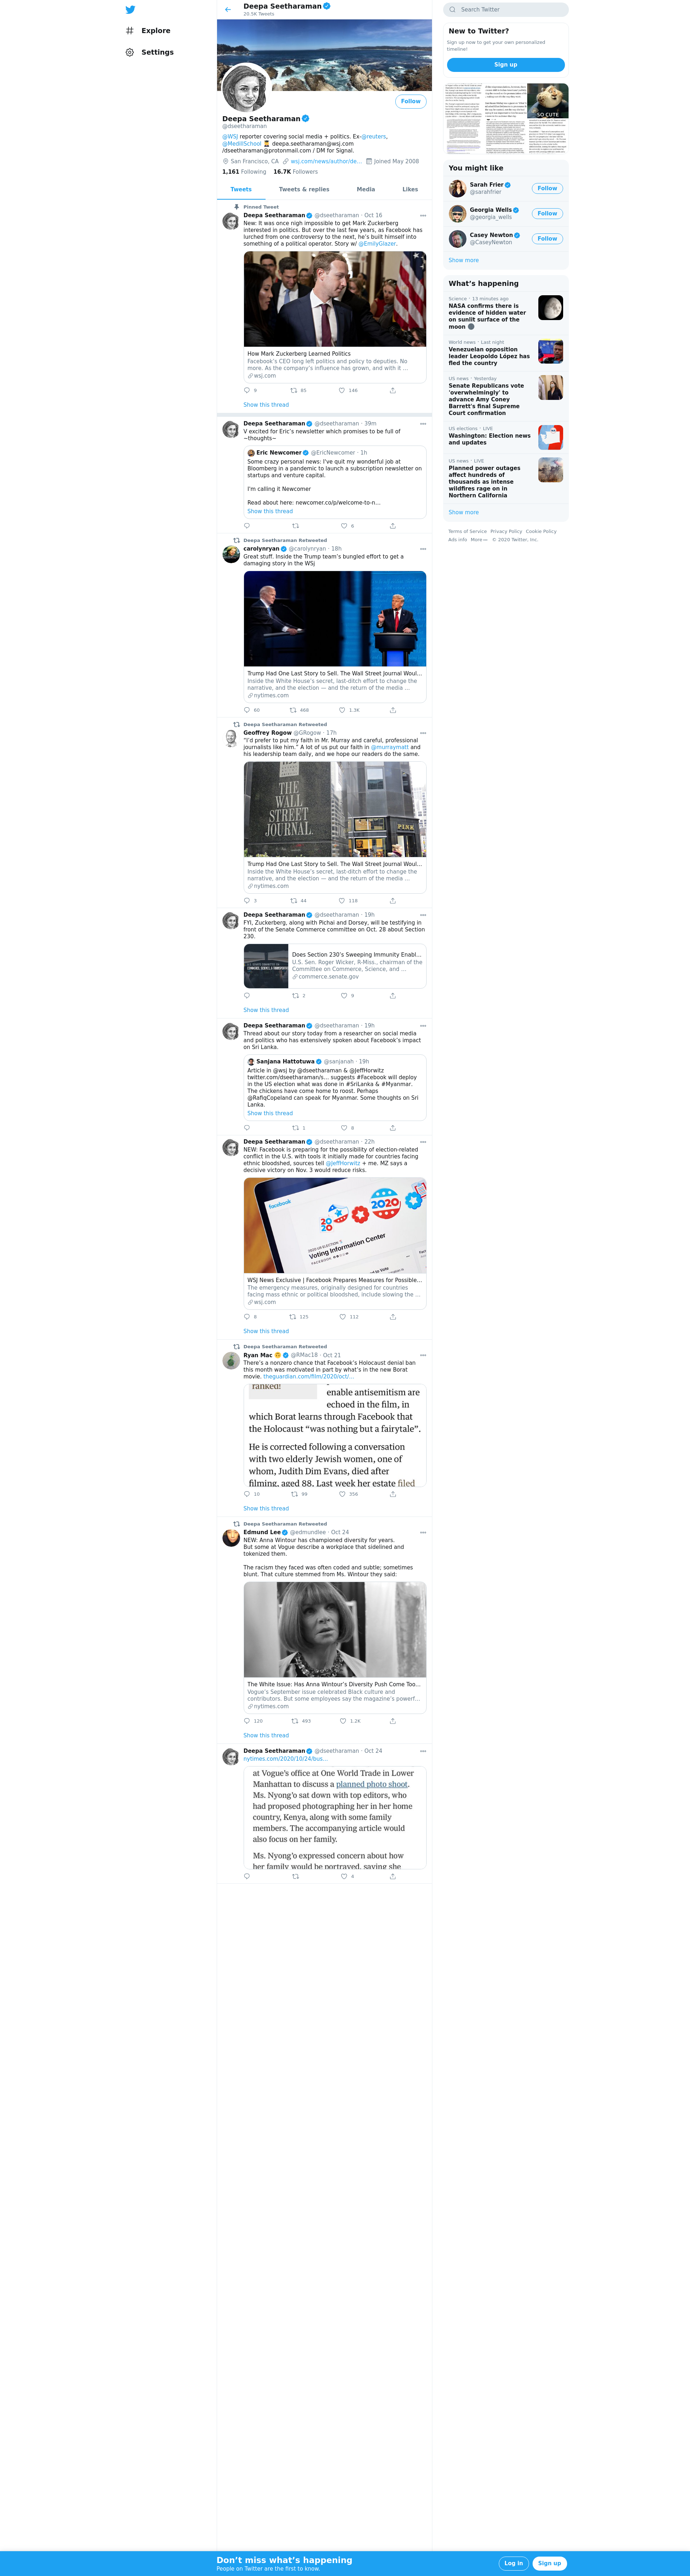 Explore
Settings
Deepa Seetharaman
20.5K Tweets
Follow
Deepa Seetharaman
@dseetharaman
@WSJ reporter covering social media + politics. Ex-@reuters,
@MedillSchool deepa.seetharaman@wsj.com
/dseetharaman@protonmail.com / DM for Signal.
San Francisco, CA wsj.com/news/author/de... Joined May 2008
1,161 Following 16.7K Followers
Tweets Tweets & replies Media Likes
Pinned Tweet
Deepa Seetharaman @dseetharaman · Oct 16
New: It was once nigh impossible to get Mark Zuckerberg
interested in politics. But over the last few years, as Facebook has
lurched from one controversy to the next, he's built himself into
something of a political operator. Story w/ @EmilyGlazer.
How Mark Zuckerberg Learned Politics
Facebook's CEO long left politics and policy to deputies. No
more. As the company's influence has grown, and with it ...
wsj.com
9 85 146
Show this thread
Deepa Seetharaman @dseetharaman · 39m
V excited for Eric's newsletter which promises to be full of
~thoughts~
Eric Newcomer @EricNewcomer · 1h
Some crazy personal news: I've quit my wonderful job at
Bloomberg in a pandemic to launch a subscription newsletter on
startups and venture capital.
I'm calling it Newcomer
Read about here: newcomer.co/p/welcome-to-n...
Show this thread
6
Deepa Seetharaman Retweeted
carolynryan @carolynryan · 18h
Great stuff. Inside the Trump team's bungled effort to get a
damaging story in the WSJ
Trump Had One Last Story to Sell. The Wall Street Journal Woul...
Inside the White House's secret, last-ditch effort to change the
narrative, and the election — and the return of the media ...
nytimes.com
60 468 1.3K
Deepa Seetharaman Retweeted
Geoffrey Rogow @GRogow · 17h
"I'd prefer to put my faith in Mr. Murray and careful, professional
journalists like him." A lot of us put our faith in @murraymatt and
his leadership team daily, and we hope our readers do the same.
THE
WALL
STREET
JOURNAL.
PINK
Trump Had One Last Story to Sell. The Wall Street Journal Woul...
Inside the White House's secret, last-ditch effort to change the
narrative, and the election — and the return of the media ...
nytimes.com
3 44 118
Deepa Seetharaman @dseetharaman · 19h
FYI, Zuckerberg, along with Pichai and Dorsey, will be testifying in
front of the Senate Commerce committee on Oct. 28 about Section
230.
Does Section 230's Sweeping Immunity Enabl...
U.S. Sen. Roger Wicker, R-Miss., chairman of the
Committee on Commerce, Science, and ...
commerce.senate.gov
2 9
Show this thread
Deepa Seetharaman @dseetharaman · 19h
Thread about our story today from a researcher on social media
and politics who has extensively spoken about Facebook's impact
on Sri Lanka.
Sanjana Hattotuwa @sanjanah · 19h
Article in @wsj by @dseetharaman & @JeffHorwitz
twitter.com/dseetharaman/s... suggests #Facebook will deploy
in the US election what was done in #SriLanka & #Myanmar.
The chickens have come home to roost. Perhaps
@RafiqCopeland can speak for Myanmar. Some thoughts on Sri
Lanka.
Show this thread
1 8
Deepa Seetharaman @dseetharaman · 22h
NEW: Facebook is preparing for the possibility of election-related
conflict in the U.S. with tools it initially made for countries facing
ethnic bloodshed, sources tell @JeffHorwitz + me. MZ says a
decisive victory on Nov. 3 would reduce risks.
facebook
2020
20
20
Voting Information Center
WSJ News Exclusive | Facebook Prepares Measures for Possible...
The emergency measures, originally designed for countries
facing mass ethnic or political bloodshed, include slowing the ...
wsj.com
8 125 112
Show this thread
Deepa Seetharaman Retweeted
Ryan Mac @RMac18 · Oct 21
There's a nonzero chance that Facebook's Holocaust denial ban
this month was motivated in part by what's in the new Borat
movie. theguardian.com/film/2020/oct/...
ranked!
enable antisemitism are
echoed in the film, in
which Borat learns through Facebook that
the Holocaust "was nothing but a fairytale".
He is corrected following a conversation
with two elderly Jewish women, one of
whom, Judith Dim Evans, died after
filming, aged 88. Last week her estate filed
10 99 356
Show this thread
Deepa Seetharaman Retweeted
Edmund Lee @edmundlee · Oct 24
NEW: Anna Wintour has championed diversity for years.
But some at Vogue describe a workplace that sidelined and
tokenized them.
The racism they faced was often coded and subtle; sometimes
blunt. That culture stemmed from Ms. Wintour they said:
The White Issue: Has Anna Wintour's Diversity Push Come Too...
Vogue's September issue celebrated Black culture and
contributors. But some employees say the magazine's powerf...
nytimes.com
120 493 1.2K
Show this thread
Deepa Seetharaman @dseetharaman · Oct 24
nytimes.com/2020/10/24/bus...
at Vogue's office at One World Trade in Lower
Manhattan to discuss a planned photo shoot.
Ms. Nyong'o sat down with top editors, who
had proposed photographing her in her home
country, Kenya, along with some family
members. The accompanying article would
also focus on her family.
Ms. Nyong'o expressed concern about how
her family would be portrayed, saying she
4
Search Twitter
New to Twitter?
Sign up now to get your own personalized
timeline!
Sign up
SO CUTE
You might like
Sarah Frier
@sarahfrier
Follow
Georgia Wells
@georgia_wells
Follow
Casey Newton
@CaseyNewton
Follow
Show more
What's happening
Science · 13 minutes ago
NASA confirms there is
evidence of hidden water
on sunlit surface of the
moon
World news · Last night
Venezuelan opposition
leader Leopoldo López has
fled the country
US news · Yesterday
Senate Republicans vote
'overwhelmingly' to
advance Amy Coney
Barrett's final Supreme
Court confirmation
US elections · LIVE
Washington: Election news
and updates
US news · LIVE
Planned power outages
affect hundreds of
thousands as intense
wildfires rage on in
Northern California
Show more
Terms of Service Privacy Policy Cookie Policy
Ads info More © 2020 Twitter, Inc.
Don't miss what's happening
People on Twitter are the first to know.
Log in
Sign up